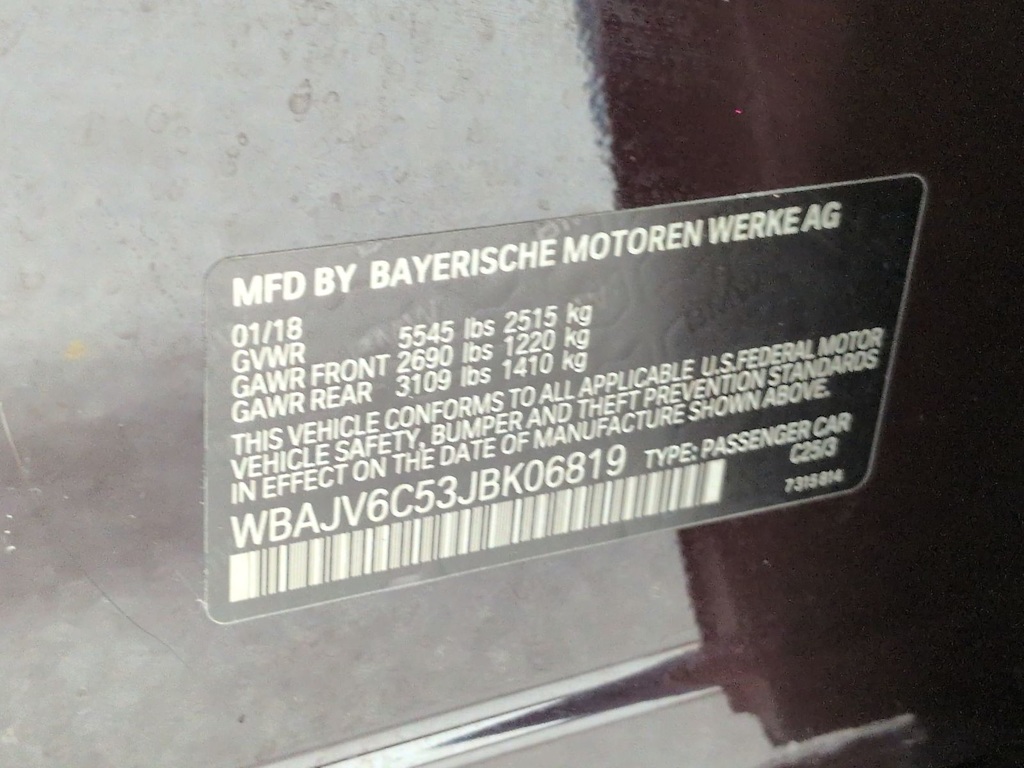 MFD BY BAYERISCHE MOTOREN WERKE AG
01/18
GVWR 5545 lbs 2515 kg
GAWR FRONT 2690 lbs 1220 kg
GAWR REAR 3109 lbs 1410 kg
THIS VEHICLE CONFORMS TO ALL APPLICABLE U.S.FEDERAL MOTOR
VEHICLE SAFETY, BUMPER AND THEFT PREVENTION STANDARDS
IN EFFECT ON THE DATE OF MANUFACTURE SHOWN ABOVE.
WBAJV6C53JBK06819 TYPE: PASSENGER CAR
C25/3